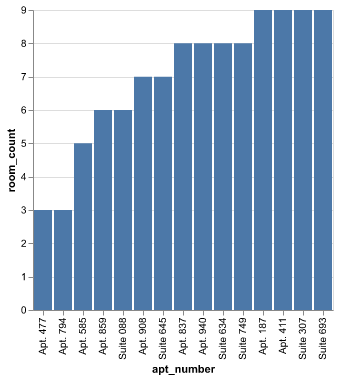 room_count
9
8
7
6
5
4
3
2
1
0
Apt. 477
Apt. 794
Apt. 585
Apt. 859
Suite 088
Apt. 908
Suite 645
Apt. 837
Apt. 940
Suite 634
Suite 749
Apt. 187
Apt. 411
Suite 307
Suite 693
apt_number